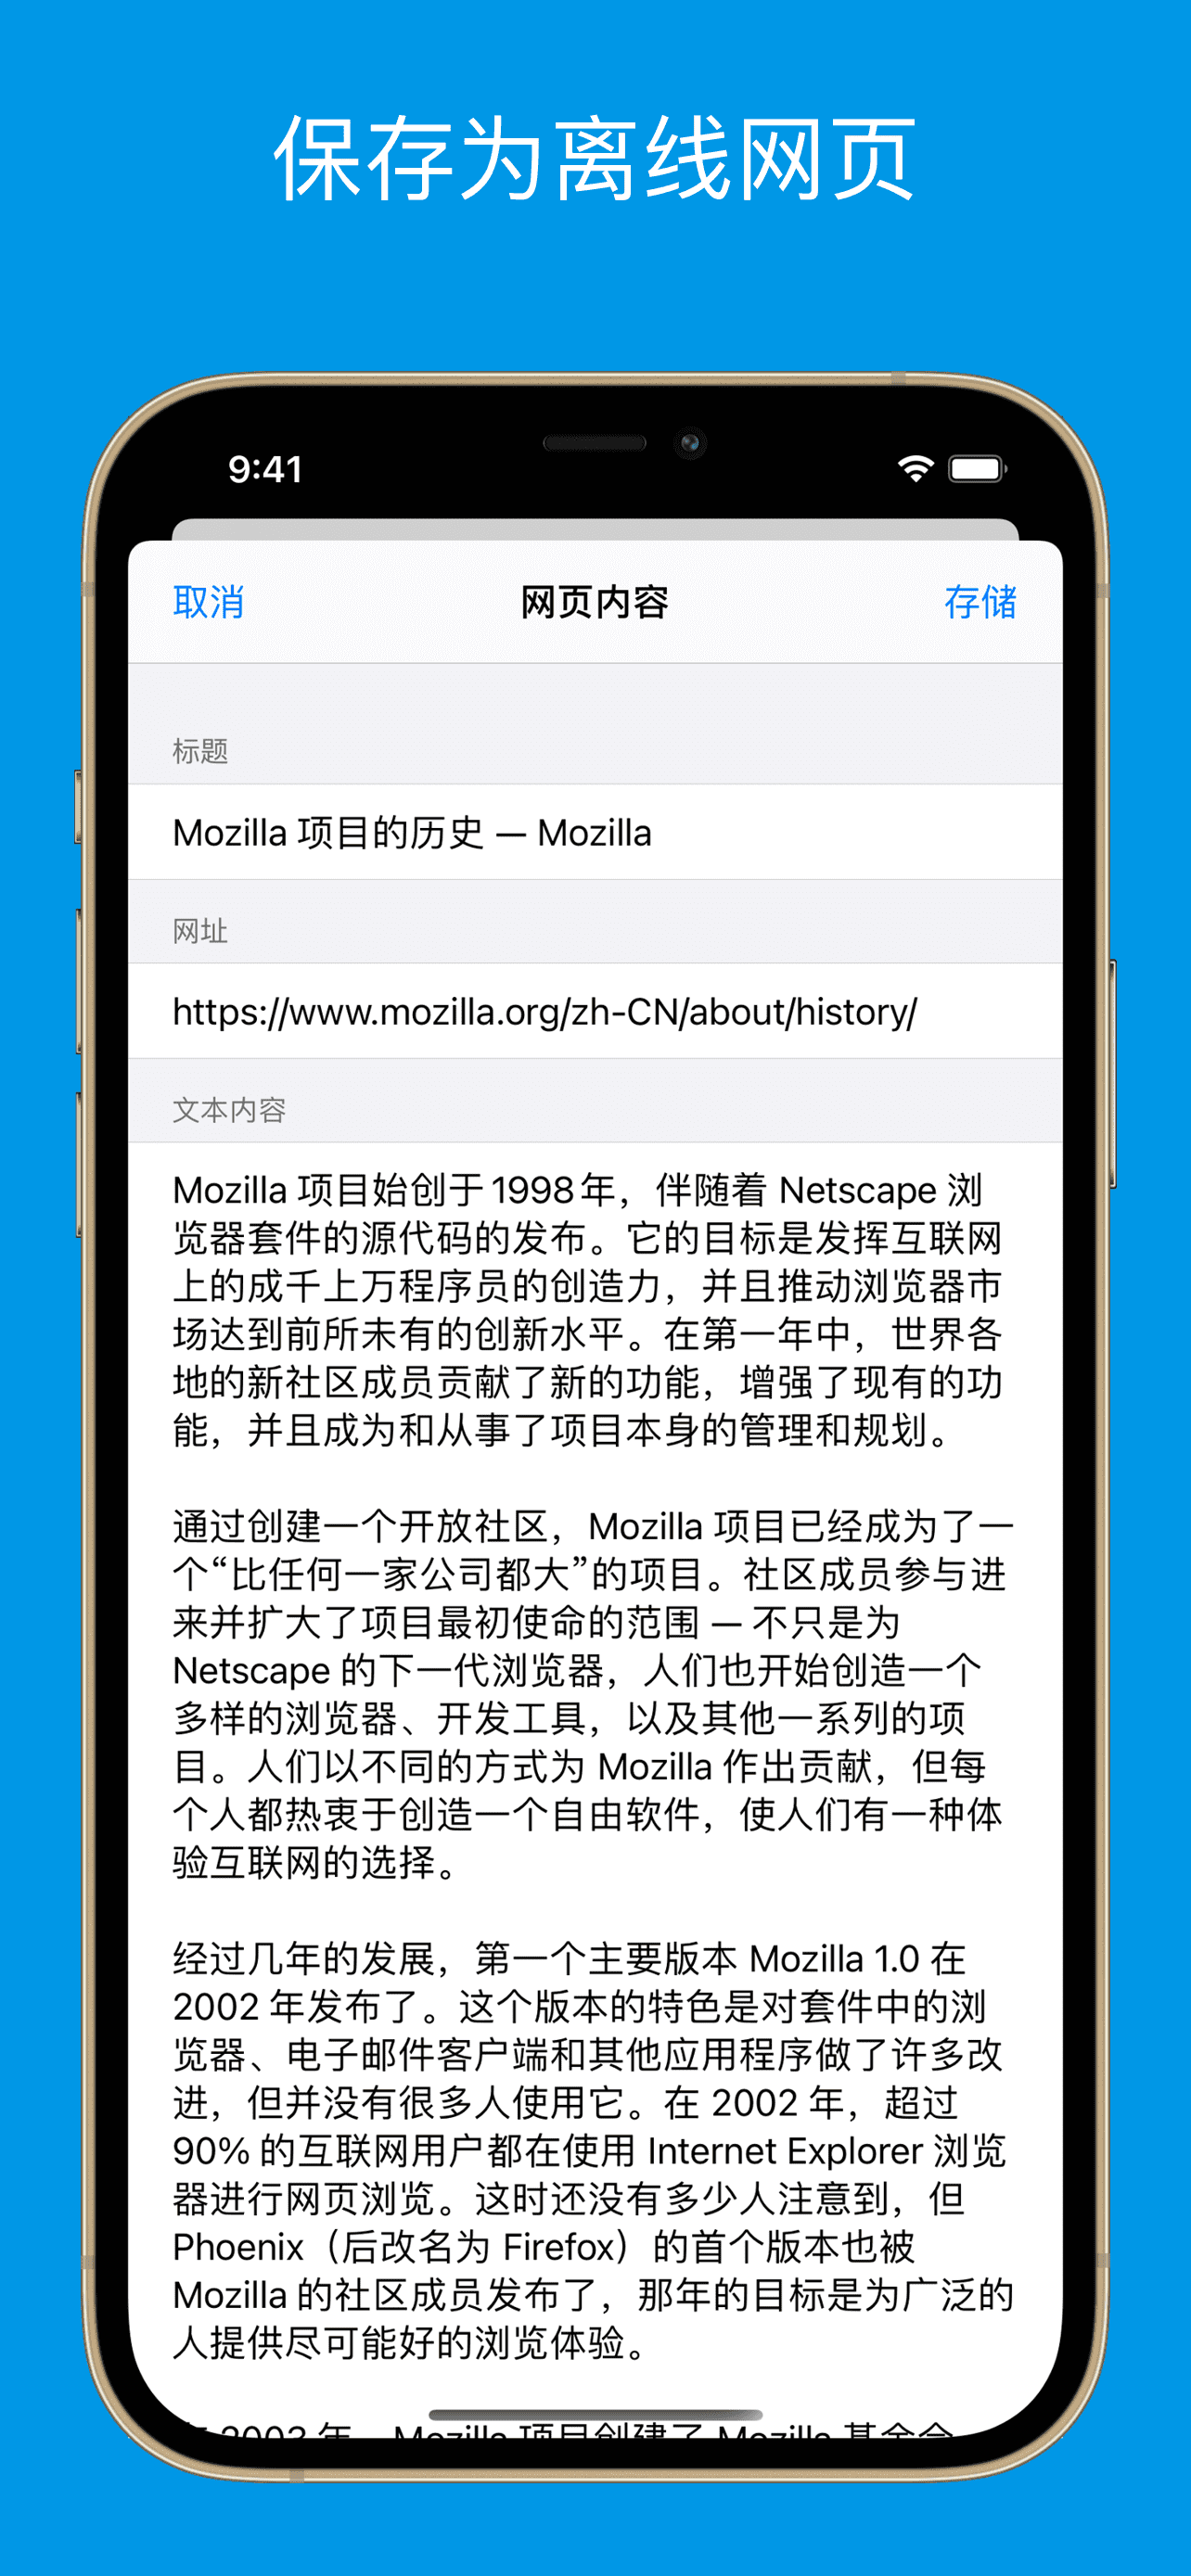 保存为离线网页
9:41
取消 网页内容 存储
标题
Mozilla 项目的历史 — Mozilla
网址
https://www.mozilla.org/zh-CN/about/history/
文本内容
Mozilla 项目始创于 1998 年，伴随着 Netscape 浏
览器套件的源代码的发布。它的目标是发挥互联网
上的成千上万程序员的创造力，并且推动浏览器市
场达到前所未有的创新水平。在第一年中，世界各
地的新社区成员贡献了新的功能，增强了现有的功
能，并且成为和从事了项目本身的管理和规划。
通过创建一个开放社区，Mozilla 项目已经成为了一
个“比任何一家公司都大”的项目。社区成员参与进
来并扩大了项目最初使命的范围 — 不只是为
Netscape 的下一代浏览器，人们也开始创造一个
多样的浏览器、开发工具，以及其他一系列的项
目。人们以不同的方式为 Mozilla 作出贡献，但每
个人都热衷于创造一个自由软件，使人们有一种体
验互联网的选择。
经过几年的发展，第一个主要版本 Mozilla 1.0 在
2002 年发布了。这个版本的特色是对套件中的浏
览器、电子邮件客户端和其他应用程序做了许多改
进，但并没有很多人使用它。在 2002 年，超过
90% 的互联网用户都在使用 Internet Explorer 浏览
器进行网页浏览。这时还没有多少人注意到，但
Phoenix（后改名为 Firefox）的首个版本也被
Mozilla 的社区成员发布了，那年的目标是为广泛的
人提供尽可能好的浏览体验。
2003 年，Mozilla 项目创建了 Mozilla 基金会